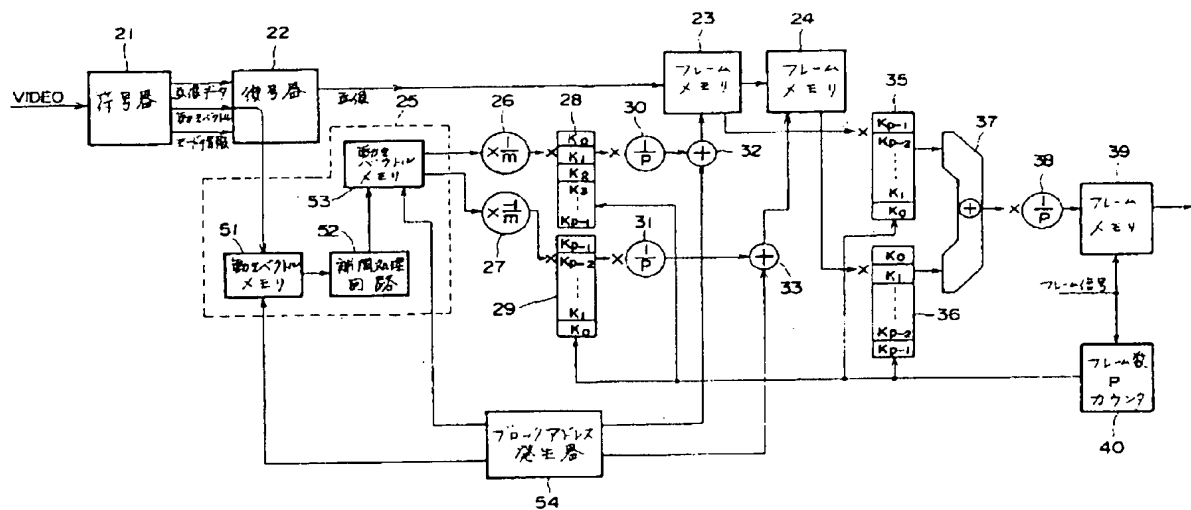 21
22
23
24
VIDEO
符号器
画像データ
動きベクトル
モード情報
復号器
画像
25
26
28
30
フレーム
メモリ
フレーム
メモリ
32
35
37
38
39
動き
ベクトル
メモリ
53
×1/m
×
K0
K1
K2
K3
Kp-1
×
1/P
+
×
Kp-1
Kp-2
K1
K0
+
×
1/P
フレーム
メモリ
51
52
動きベクトル
メモリ
補間処理
回路
×-1/m
27
×
Kp-1
Kp-2
K1
K0
29
×
31
1/P
+
33
×
K0
K1
Kp-2
Kp-1
36
フレーム信号
フレーム数
P
カウンタ
40
ブロックアドレス
発生器
54